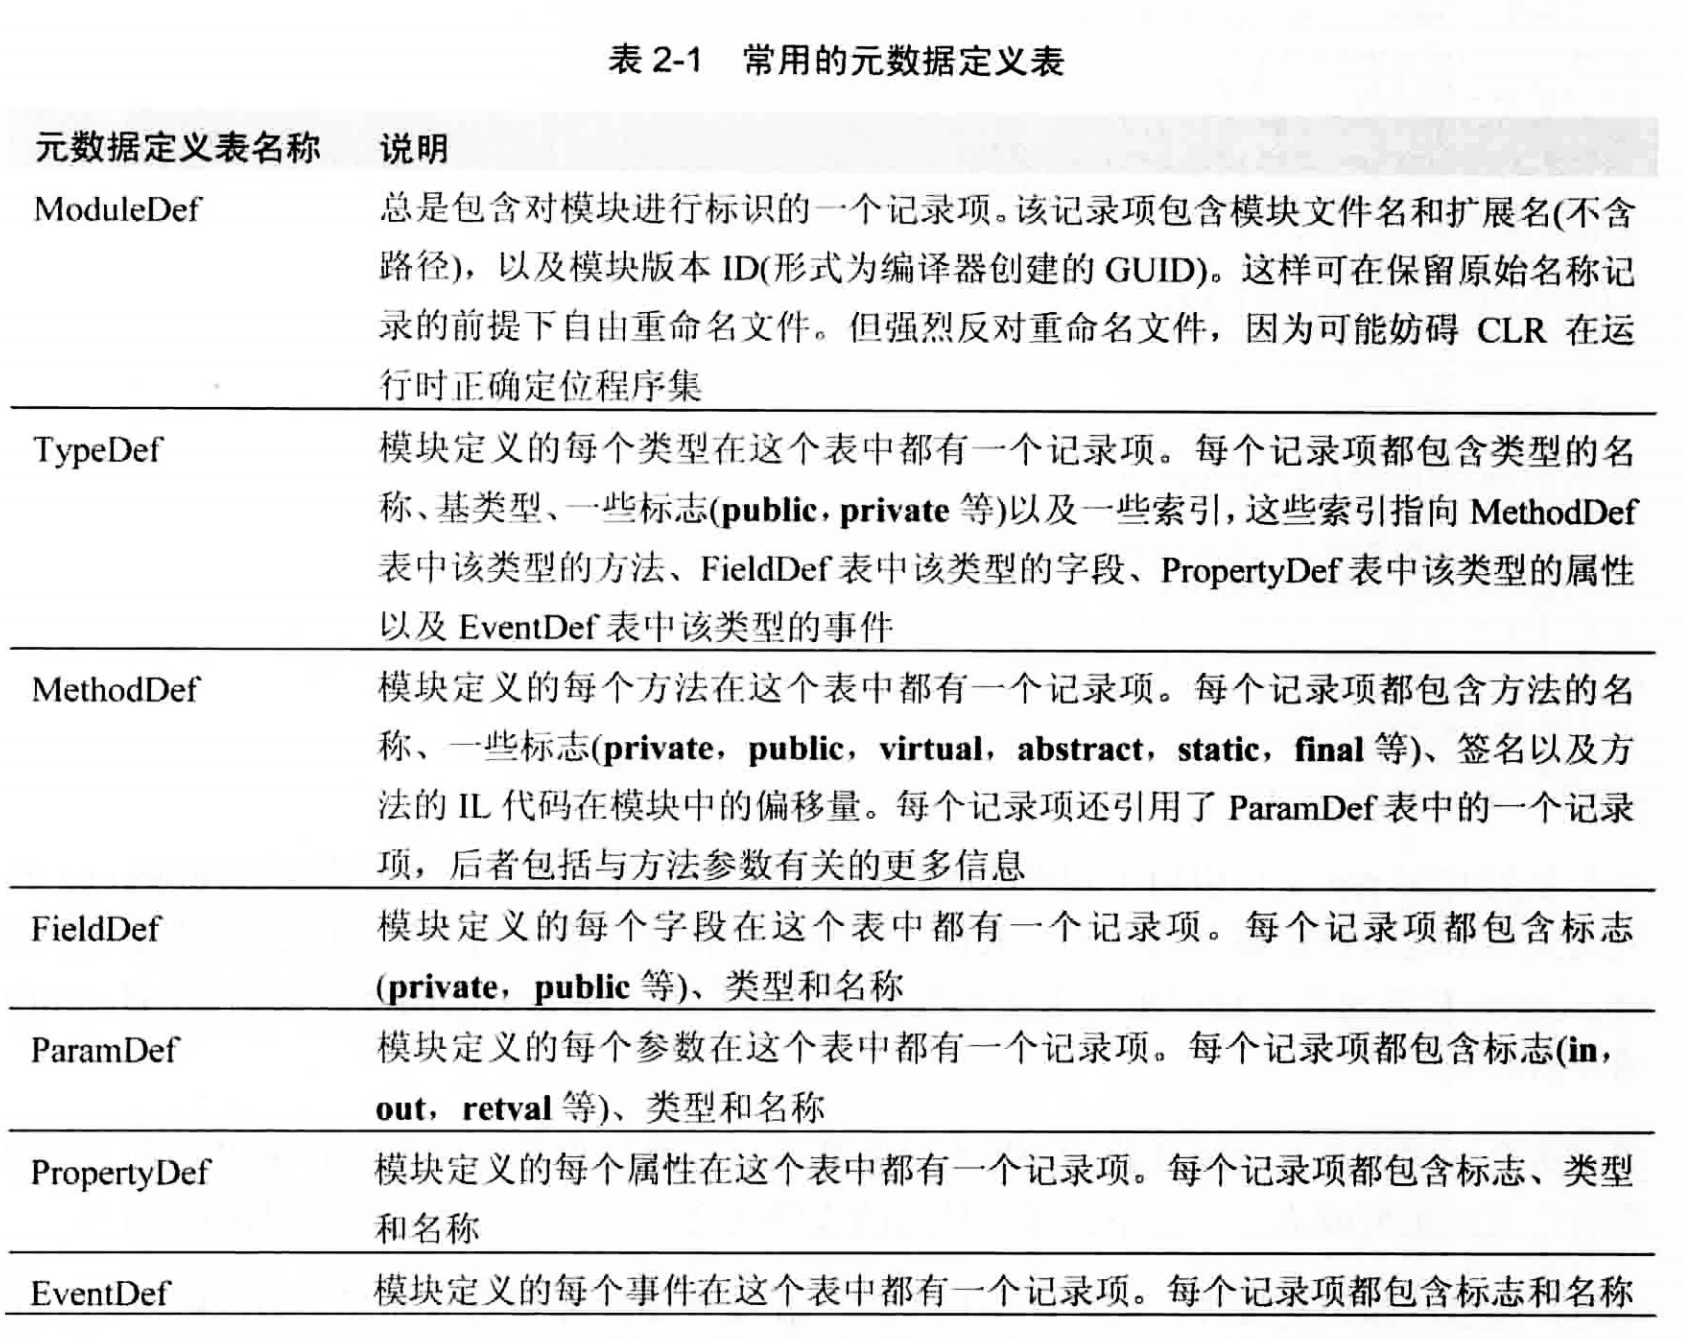 表 2-1 常用的元数据定义表
元数据定义表名称 说明
ModuleDef 总是包含对模块进行标识的一个记录项。该记录项包含模块文件名和扩展名(不含
路径)，以及模块版本 ID(形式为编译器创建的 GUID)。这样可在保留原始名称记
录的前提下自由重命名文件。但强烈反对重命名文件，因为可能妨碍 CLR 在运
行时正确定位程序集
TypeDef 模块定义的每个类型在这个表中都有一个记录项。每个记录项都包含类型的名
称、基类型、一些标志(public，private 等)以及一些索引，这些索引指向 MethodDef
表中该类型的方法、FieldDef 表中该类型的字段、PropertyDef 表中该类型的属性
以及 EventDef 表中该类型的事件
MethodDef 模块定义的每个方法在这个表中都有一个记录项。每个记录项都包含方法的名
称、一些标志(private，public，virtual，abstract，static，final 等)、签名以及方
法的 IL 代码在模块中的偏移量。每个记录项还引用了 ParamDef 表中的一个记录
项，后者包括与方法参数有关的更多信息
FieldDef 模块定义的每个字段在这个表中都有一个记录项。每个记录项都包含标志
(private，public 等)、类型和名称
ParamDef 模块定义的每个参数在这个表中都有一个记录项。每个记录项都包含标志(in，
out，retval 等)、类型和名称
PropertyDef 模块定义的每个属性在这个表中都有一个记录项。每个记录项都包含标志、类型
和名称
EventDef 模块定义的每个事件在这个表中都有一个记录项。每个记录项都包含标志和名称